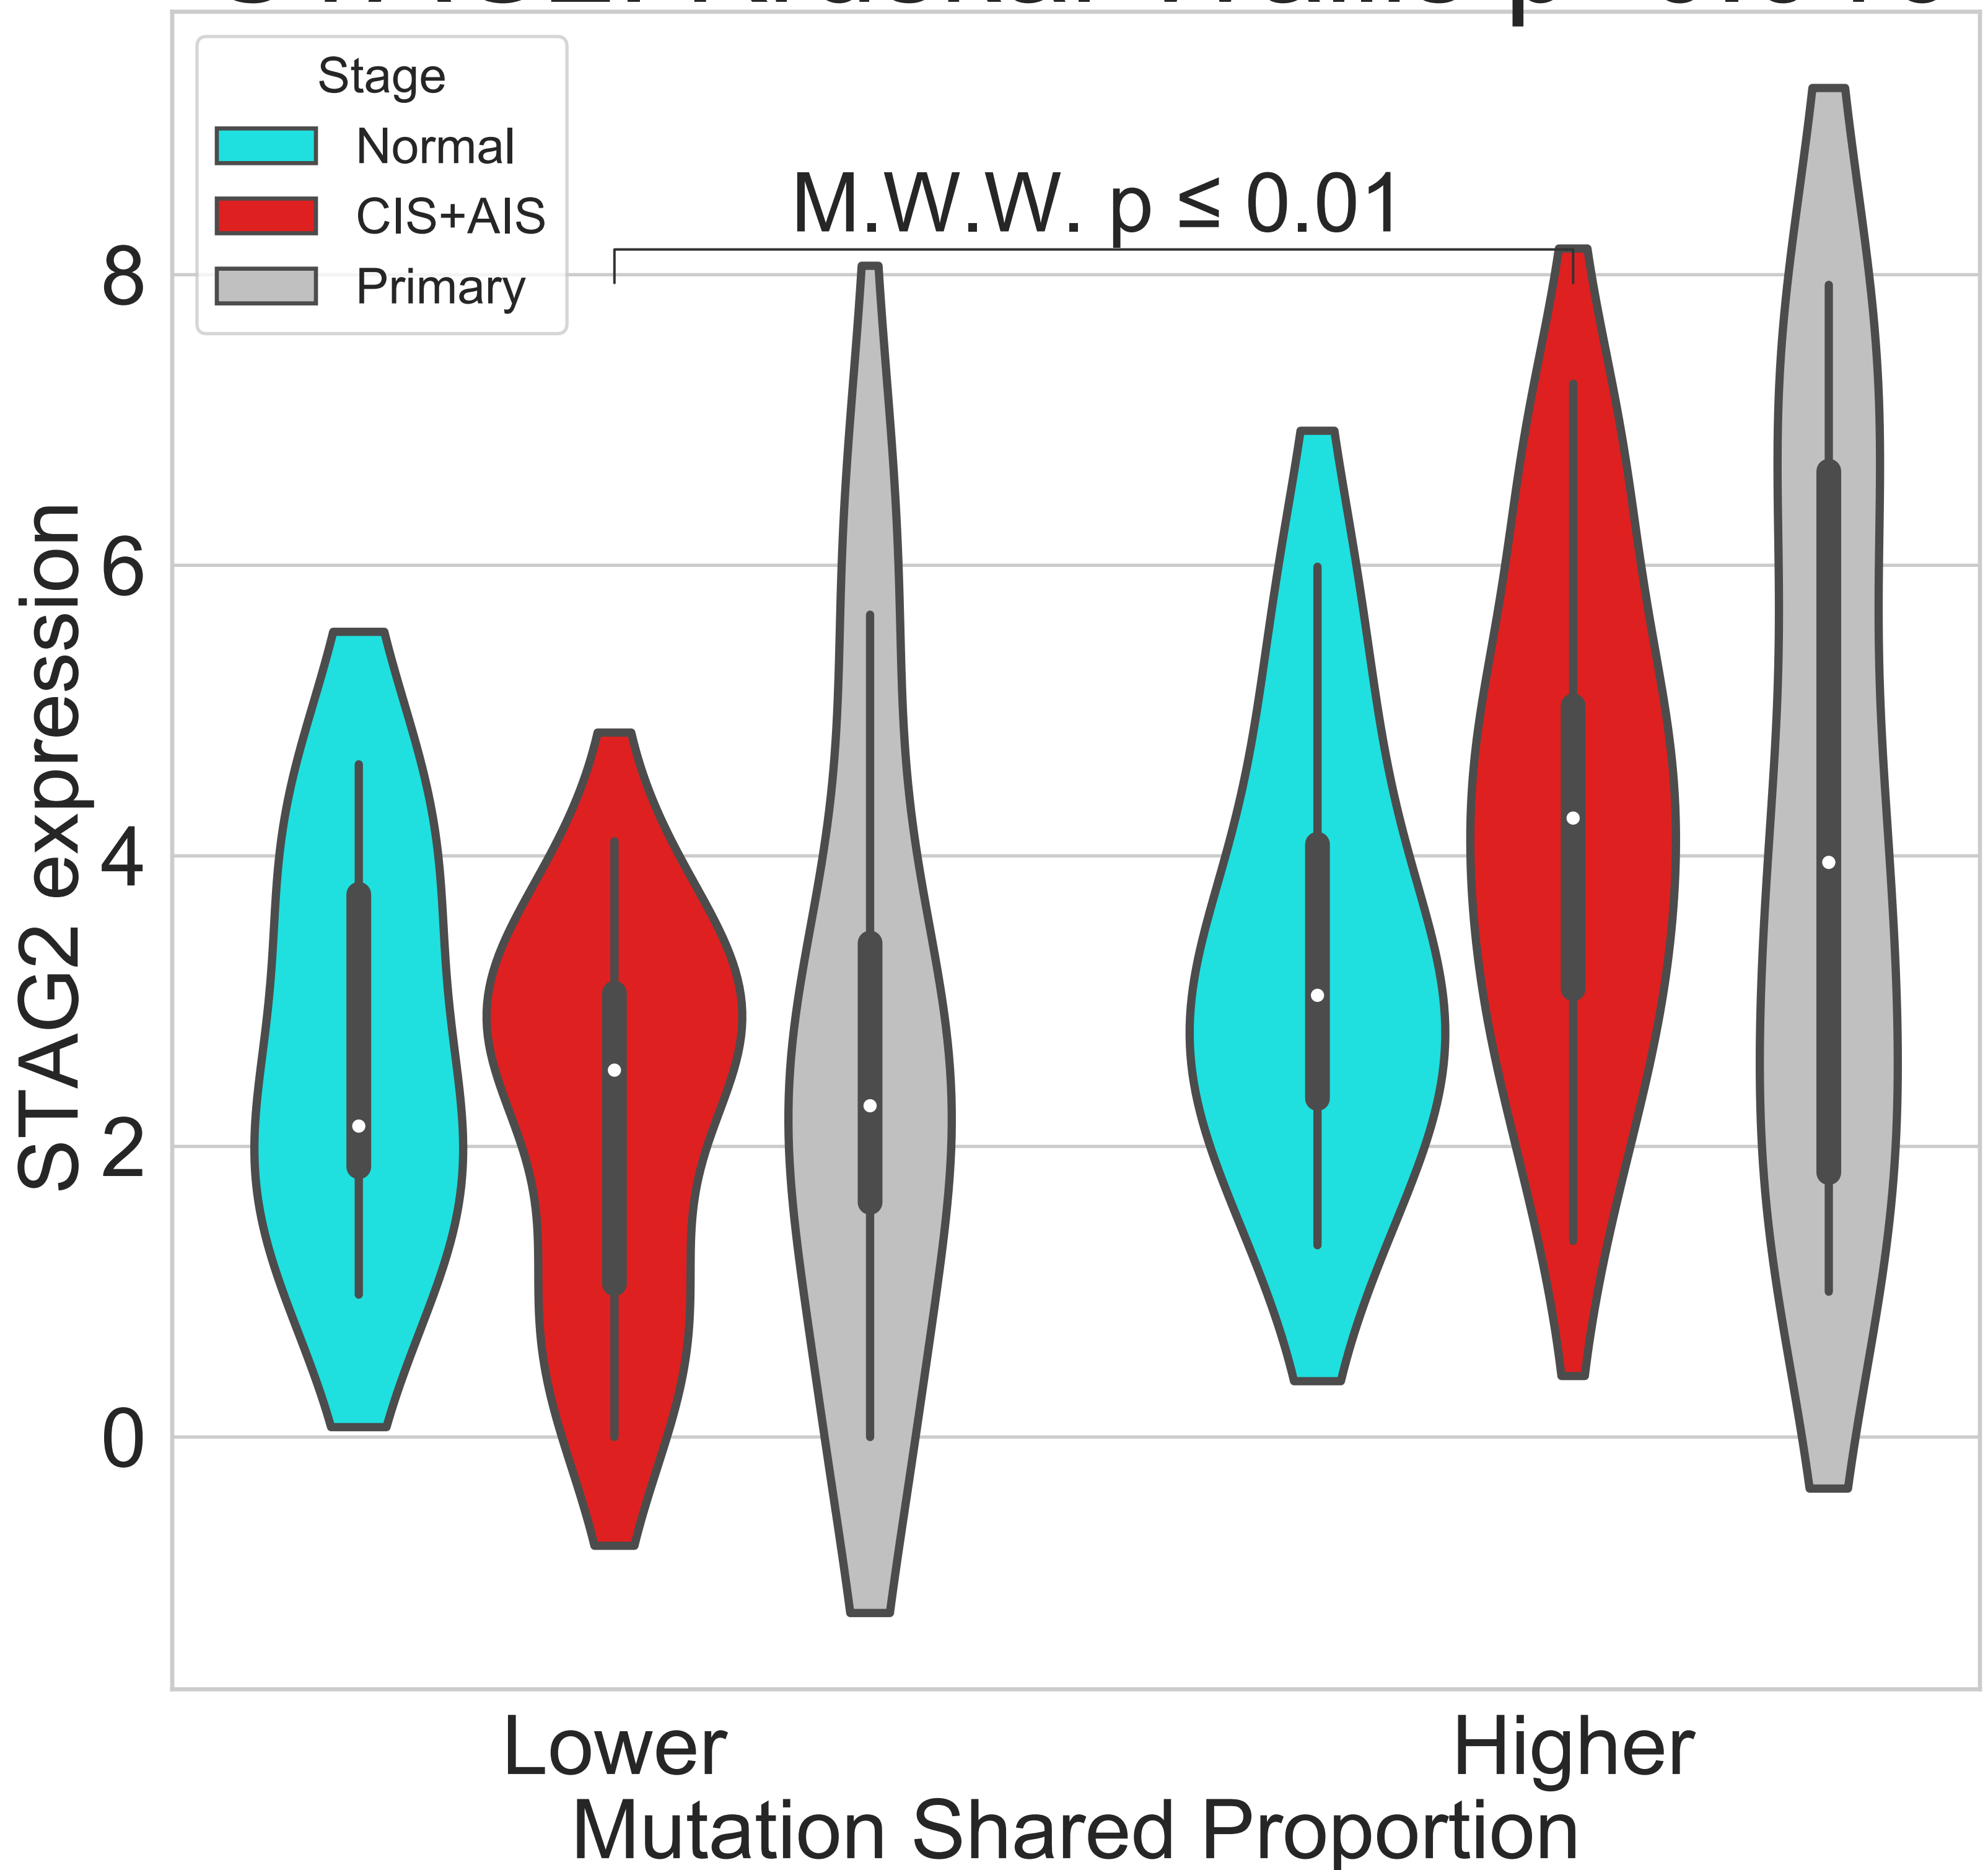 Stage
Normal
CIS+AIS
Primary
M.W.W. p ≤ 0.01
8
6
4
2
0
STAG2 expression
Lower
Higher
Mutation Shared Proportion